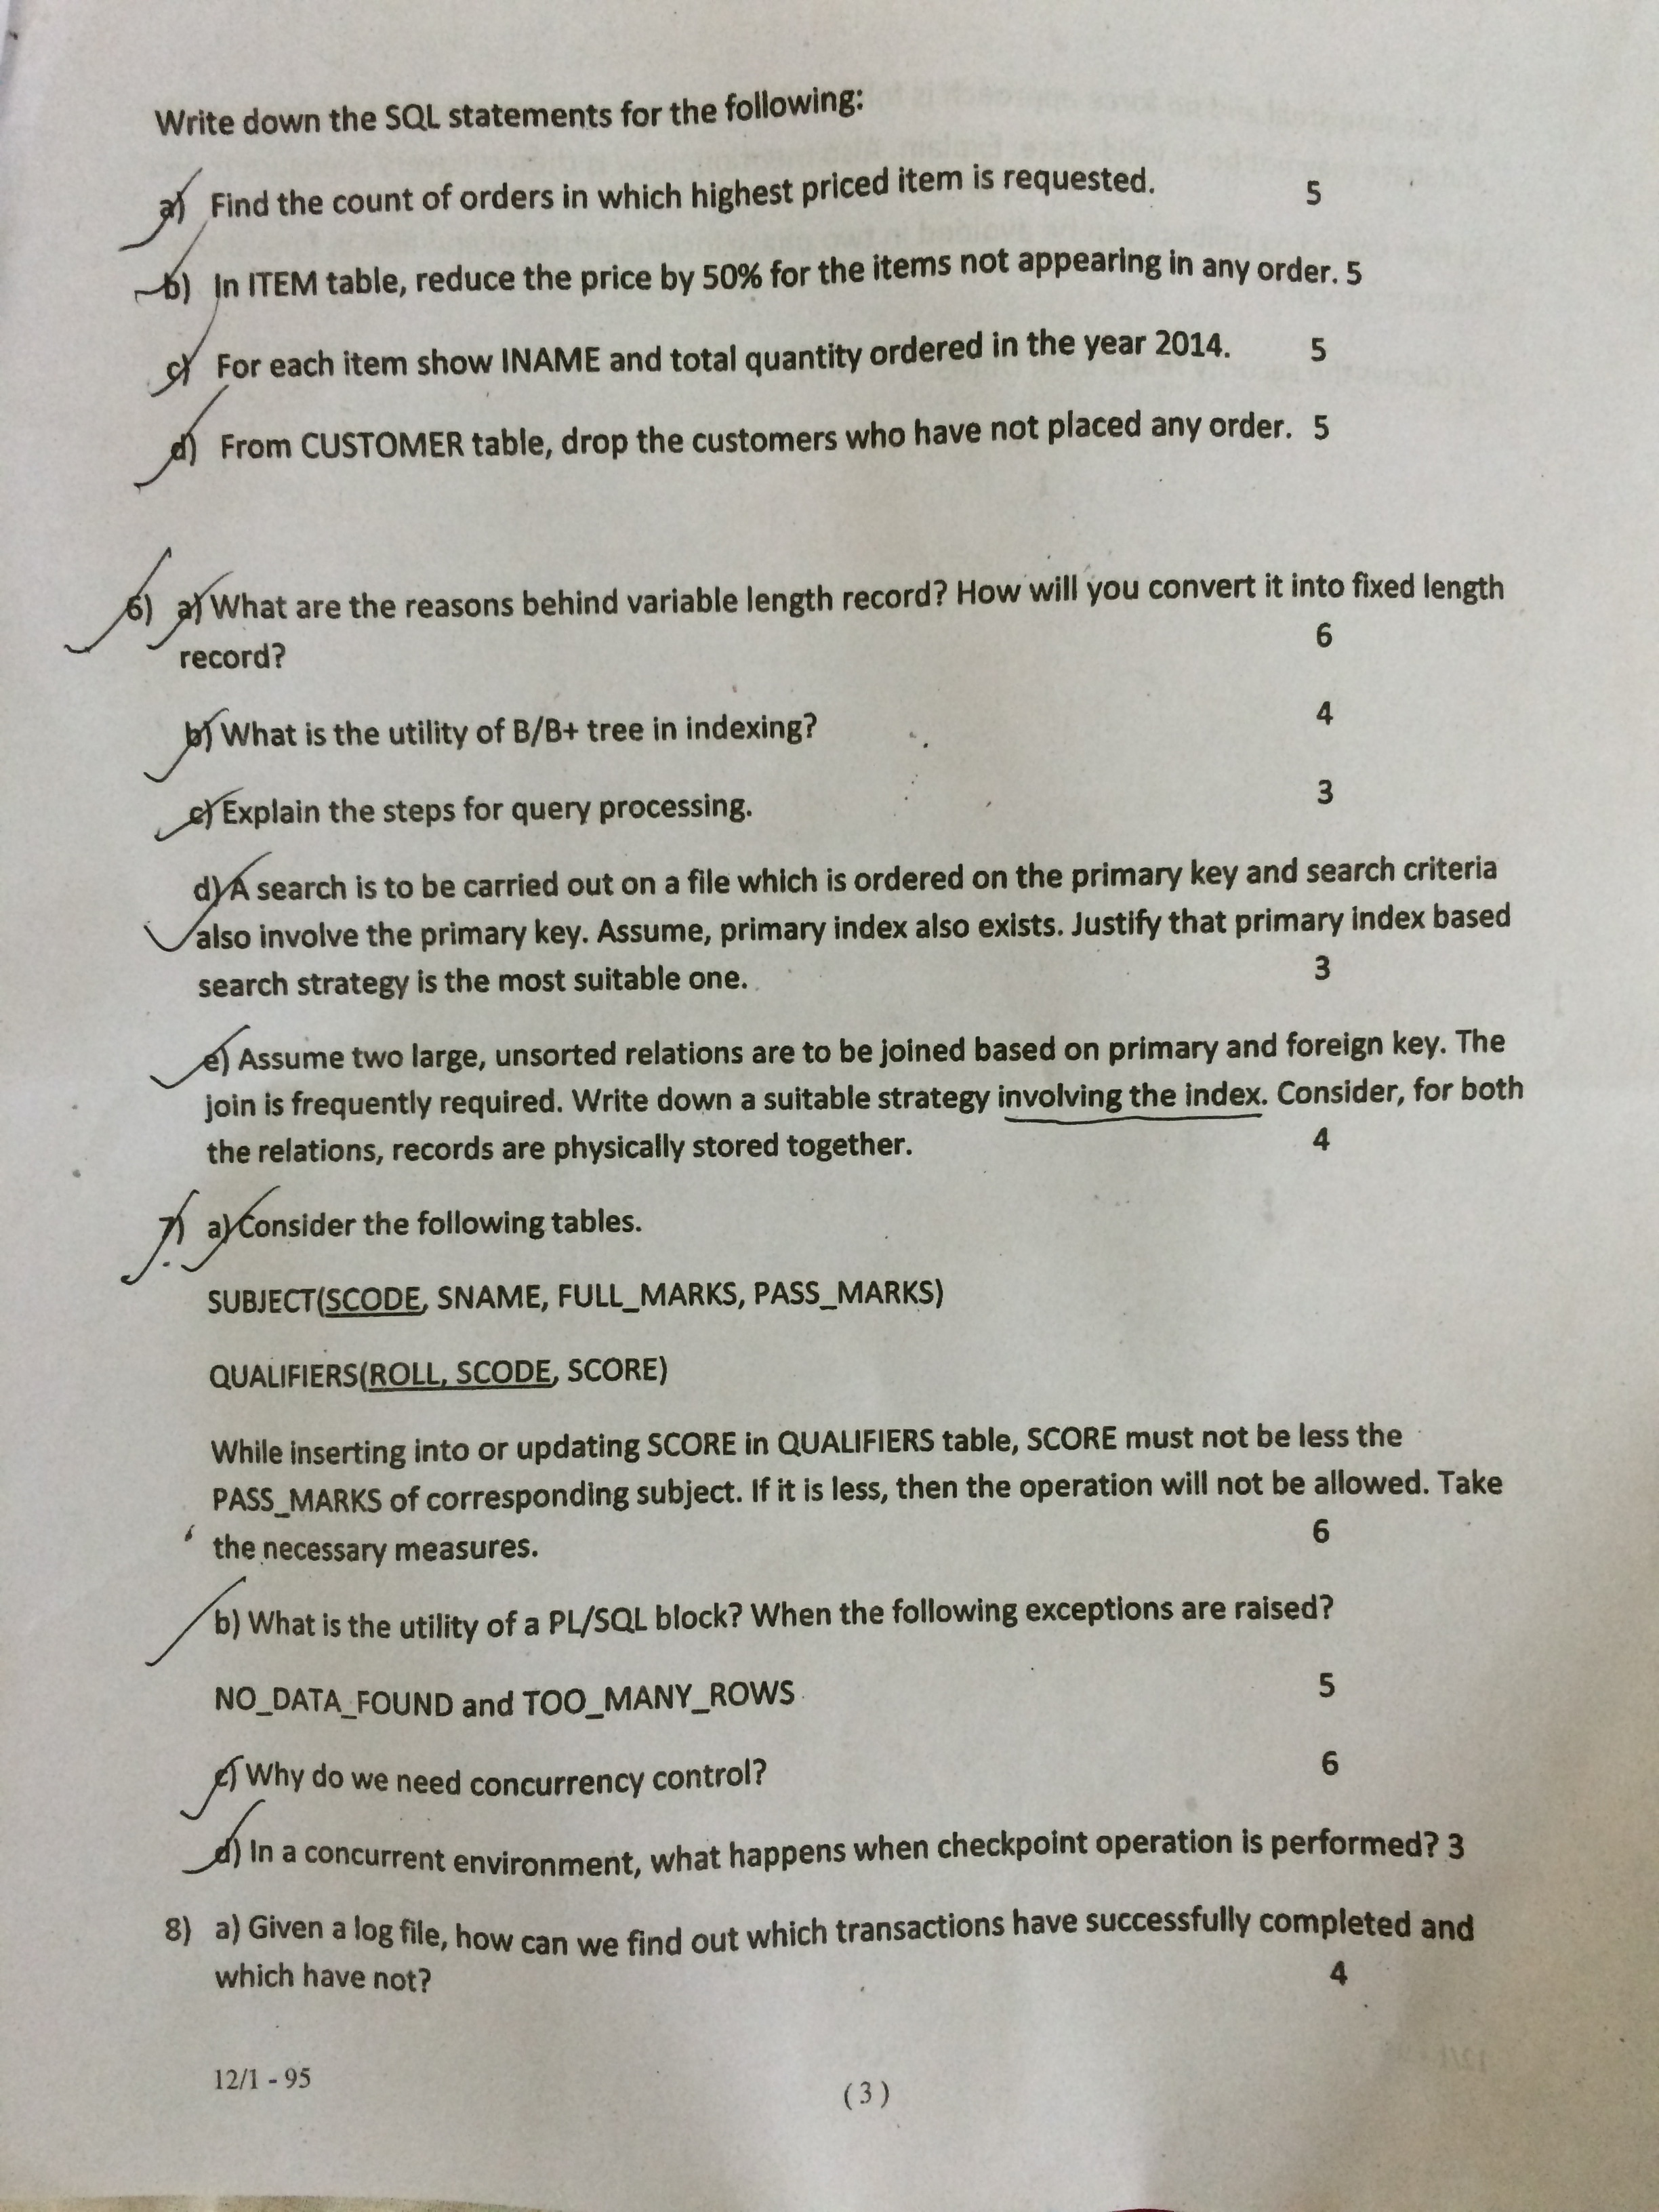 Write down the SQL statements for the following:
a) Find the count of orders in which highest priced item is requested. 5
b) In ITEM table, reduce the price by 50% for the items not appearing in any order. 5
c) For each item show INAME and total quantity ordered in the year 2014. 5
d) From CUSTOMER table, drop the customers who have not placed any order. 5
6) a) What are the reasons behind variable length record? How will you convert it into fixed length
record? 6
b) What is the utility of B/B+ tree in indexing? 4
c) Explain the steps for query processing. 3
d) A search is to be carried out on a file which is ordered on the primary key and search criteria
also involve the primary key. Assume, primary index also exists. Justify that primary index based
search strategy is the most suitable one. 3
e) Assume two large, unsorted relations are to be joined based on primary and foreign key. The
join is frequently required. Write down a suitable strategy involving the index. Consider, for both
the relations, records are physically stored together. 4
7) a) Consider the following tables.
SUBJECT(SCODE, SNAME, FULL_MARKS, PASS_MARKS)
QUALIFIERS(ROLL, SCODE, SCORE)
While inserting into or updating SCORE in QUALIFIERS table, SCORE must not be less the
PASS_MARKS of corresponding subject. If it is less, then the operation will not be allowed. Take
the necessary measures. 6
b) What is the utility of a PL/SQL block? When the following exceptions are raised?
NO_DATA_FOUND and TOO_MANY_ROWS 5
c) Why do we need concurrency control? 6
d) In a concurrent environment, what happens when checkpoint operation is performed? 3
8) a) Given a log file, how can we find out which transactions have successfully completed and
which have not? 4
12/1 - 95
( 3 )